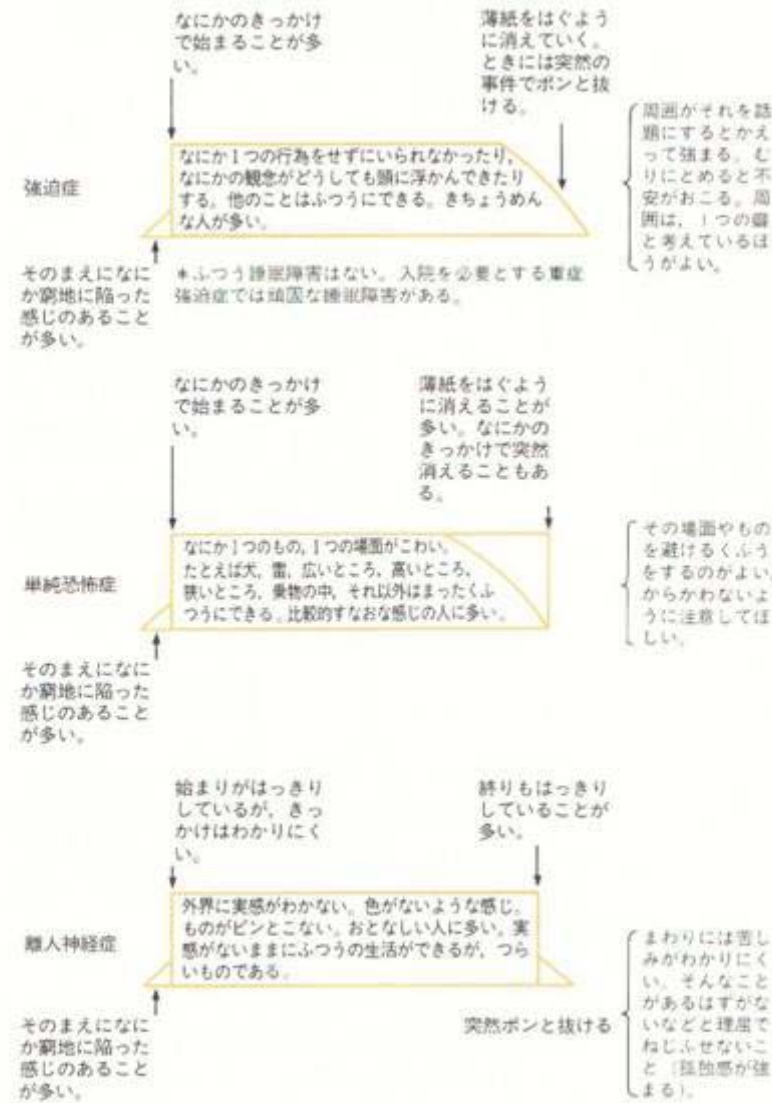 なにかのきっかけ
で始まることが多
い。
薄紙をはぐよう
に消えていく。
ときには突然の
事件でポンと抜
ける。
強迫症
なにか1つの行為をせずにいられなかったり，
なにかの観念がどうしても頭に浮かんできたり
する。他のことはふつうにできる。きちょうめん
な人が多い。
周囲がそれを話
題にするとかえ
って強まる。む
りにとめると不
安がおこる。周
囲は，1つの癖
と考えているほ
うがよい。
そのまえになに
か窮地に陥った
感じのあること
が多い。
＊ふつう睡眠障害はない。入院を必要とする重症
強迫症では頑固な睡眠障害がある。
なにかのきっかけ
で始まることが多
い。
薄紙をはぐよう
に消えることが
多い。なにかの
きっかけで突然
消えることもあ
る。
単純恐怖症
なにか1つのもの，1つの場面がこわい。
たとえば犬，雷，広いところ，高いところ，
狭いところ，乗物の中，それ以外はまったくふ
つうにできる。比較的すなおな感じの人に多い。
その場面やもの
を避けるくふう
をするのがよい。
からかわないよ
うに注意してほ
しい。
そのまえになに
か窮地に陥った
感じのあること
が多い。
始まりがはっきり
しているが，きっ
かけはわかりにく
い。
終りもはっきり
していることが
多い。
離人神経症
外界に実感がわかない。色がないような感じ。
ものがピンとこない。おとなしい人に多い。実
感がないままにふつうの生活ができるが，つら
いものである。
まわりには苦し
みがわかりにく
い。そんなこと
があるはずがな
いなどと理屈で
ねじふせないこ
と（孤独感が強
まる）。
そのまえになに
か窮地に陥った
感じのあること
が多い。
突然ポンと抜ける